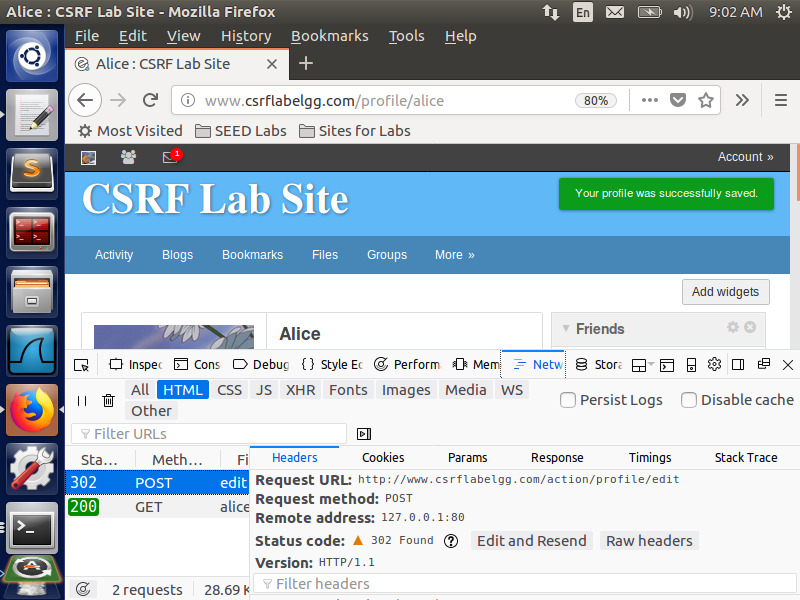 Alice : CSRF Lab Site - Mozilla Firefox En 9:02 AM
File Edit View History Bookmarks Tools Help
Alice : CSRF Lab Site
www.csrflabelgg.com/profile/alice 80%
Most Visited SEED Labs Sites for Labs
1 Account »
CSRF Lab Site
Your profile was successfully saved.
Activity Blogs Bookmarks Files Groups More »
Add widgets
Alice
Friends
Inspec Cons Debug Style Ec Perform Mem Netw Stora
All HTML CSS JS XHR Fonts Images Media WS
Other
Persist Logs Disable cache
Filter URLs
Sta... Meth... Fi
302 POST edit
200 GET alice
2 requests 28.69 K
Headers Cookies Params Response Timings Stack Trace
Request URL: http://www.csrflabelgg.com/action/profile/edit
Request method: POST
Remote address: 127.0.0.1:80
Status code: 302 Found ? Edit and Resend Raw headers
Version: HTTP/1.1
Filter headers